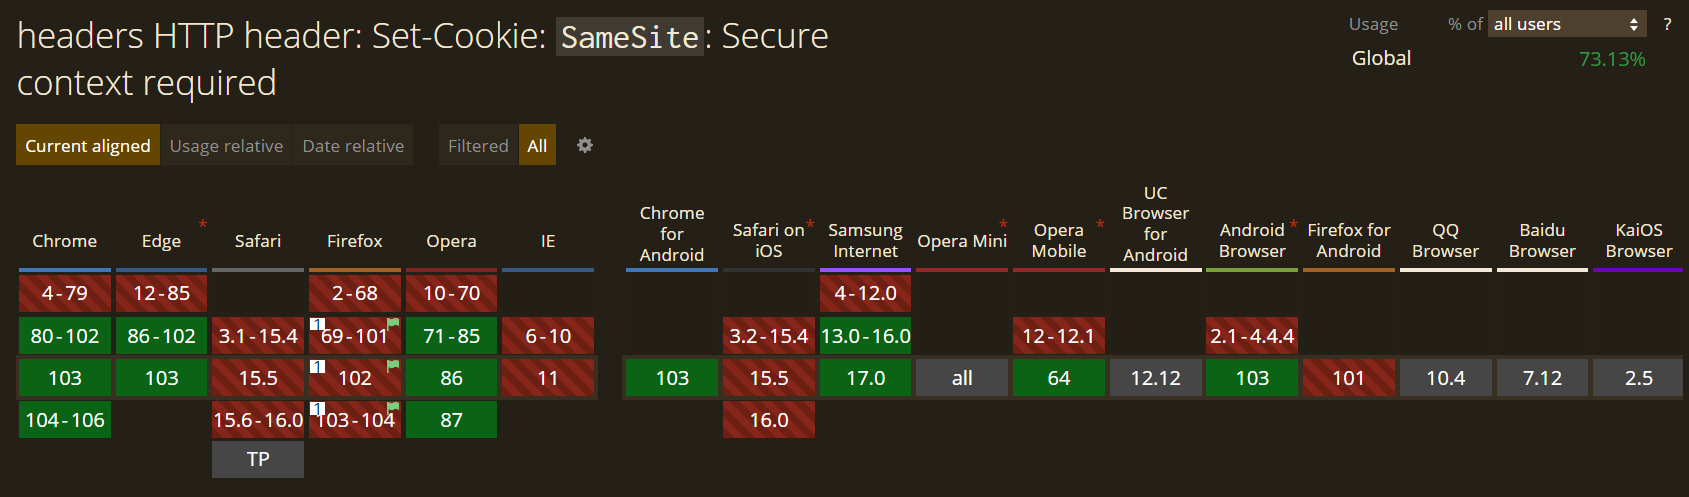 headers HTTP header: Set-Cookie: SameSite: Secure
context required
Usage % of all users ?
Global 73.13%
Current aligned Usage relative Date relative Filtered All
Chrome Edge * Safari Firefox Opera IE
Chrome for Android Safari on iOS * Samsung Internet Opera Mini * Opera Mobile * UC Browser for Android Android Browser * Firefox for Android QQ Browser Baidu Browser KaiOS Browser
4-79 12-85 2-68 10-70 4-12.0
80-102 86-102 3.1-15.4 1 69-101 71-85 6-10 3.2-15.4 13.0-16.0 12-12.1 2.1-4.4.4
103 103 15.5 1 102 86 11 103 15.5 17.0 all 64 12.12 103 101 10.4 7.12 2.5
104-106 15.6-16.0 1 103-104 87 16.0
TP